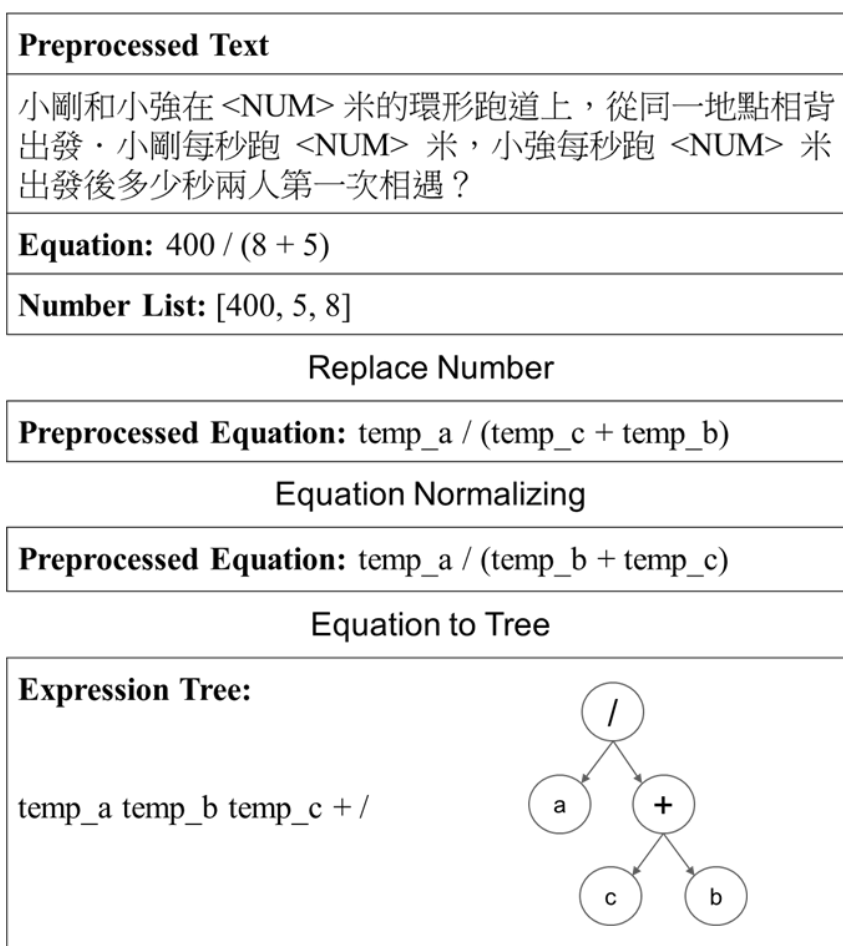 Preprocessed Text
小剛和小強在 <NUM> 米的環形跑道上，從同一地點相背
出發．小剛每秒跑 <NUM> 米，小強每秒跑 <NUM> 米
出發後多少秒兩人第一次相遇？
Equation: 400 / (8 + 5)
Number List: [400, 5, 8]
Replace Number
Preprocessed Equation: temp_a / (temp_c + temp_b)
Equation Normalizing
Preprocessed Equation: temp_a / (temp_b + temp_c)
Equation to Tree
Expression Tree:
/
temp_a temp_b temp_c + /
a +
c b